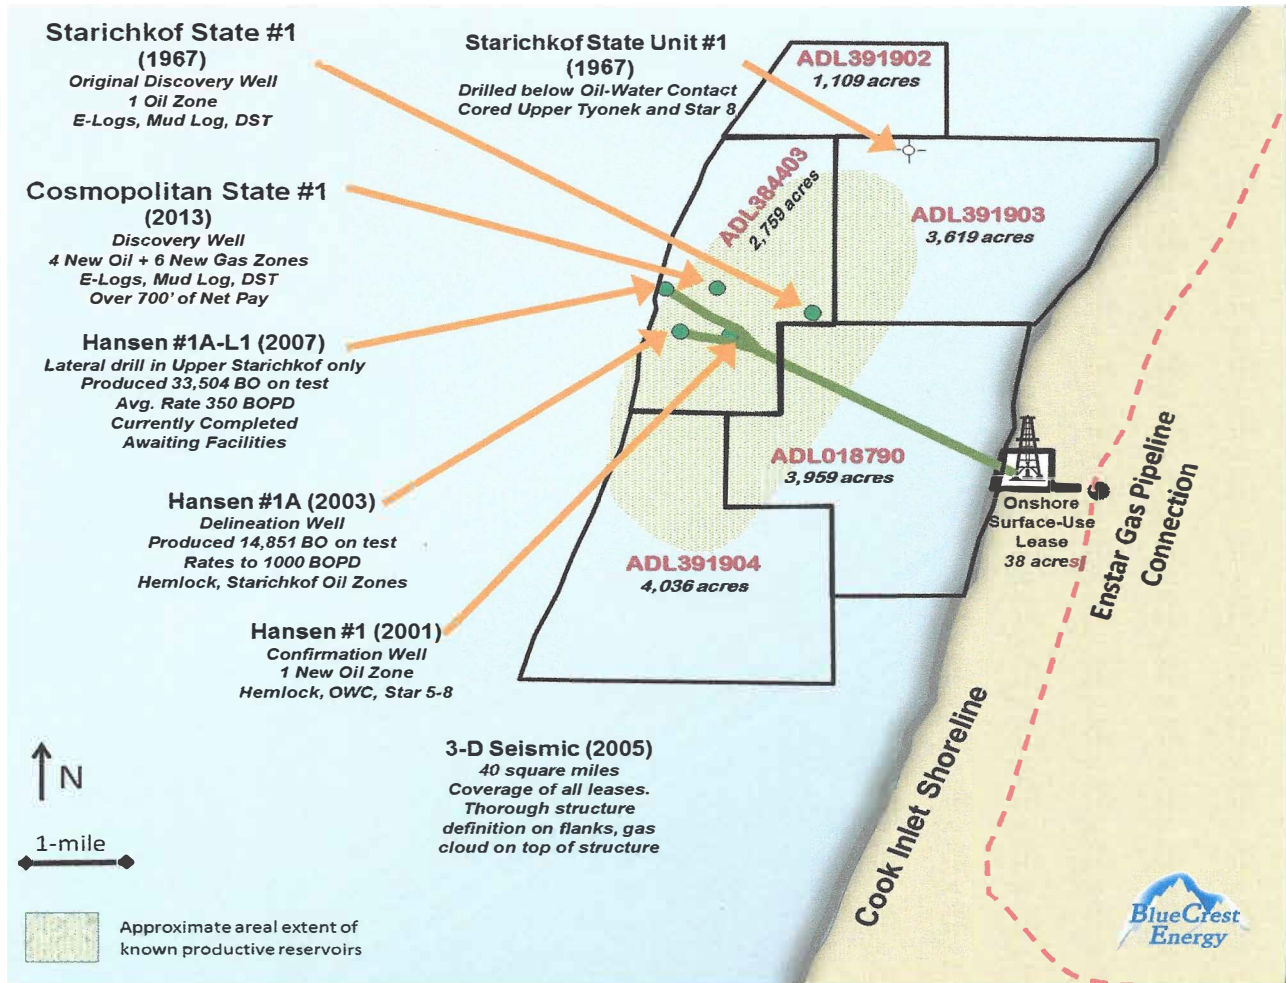 Starichkof State #1
(1967)
Original Discovery Well
1 Oil Zone
E-Logs, Mud Log, DST
Starichkof State Unit #1
(1967)
Drilled below Oil-Water Contact
Cored Upper Tyonek and Star 8
ADL391902
1,109 acres
Cosmopolitan State #1
(2013)
Discovery Well
4 New Oil + 6 New Gas Zones
E-Logs, Mud Log, DST
Over 700' of Net Pay
ADL384403
2,759 acres
ADL391903
3,619 acres
Hansen #1A-L1 (2007)
Lateral drill in Upper Starichkof only
Produced 33,504 BO on test
Avg. Rate 350 BOPD
Currently Completed
Awaiting Facilities
ADL018790
3,959 acres
Hansen #1A (2003)
Delineation Well
Produced 14,851 BO on test
Rates to 1000 BOPD
Hemlock, Starichkof Oil Zones
Onshore
Surface-Use
Lease
38 acres
Enstar Gas Pipeline
Connection
ADL391904
4,036 acres
Hansen #1 (2001)
Confirmation Well
1 New Oil Zone
Hemlock, OWC, Star 5-8
3-D Seismic (2005)
40 square miles
Coverage of all leases.
Thorough structure
definition on flanks, gas
cloud on top of structure
Cook Inlet Shoreline
N
1-mile
Approximate areal extent of
known productive reservoirs
BlueCrest
Energy